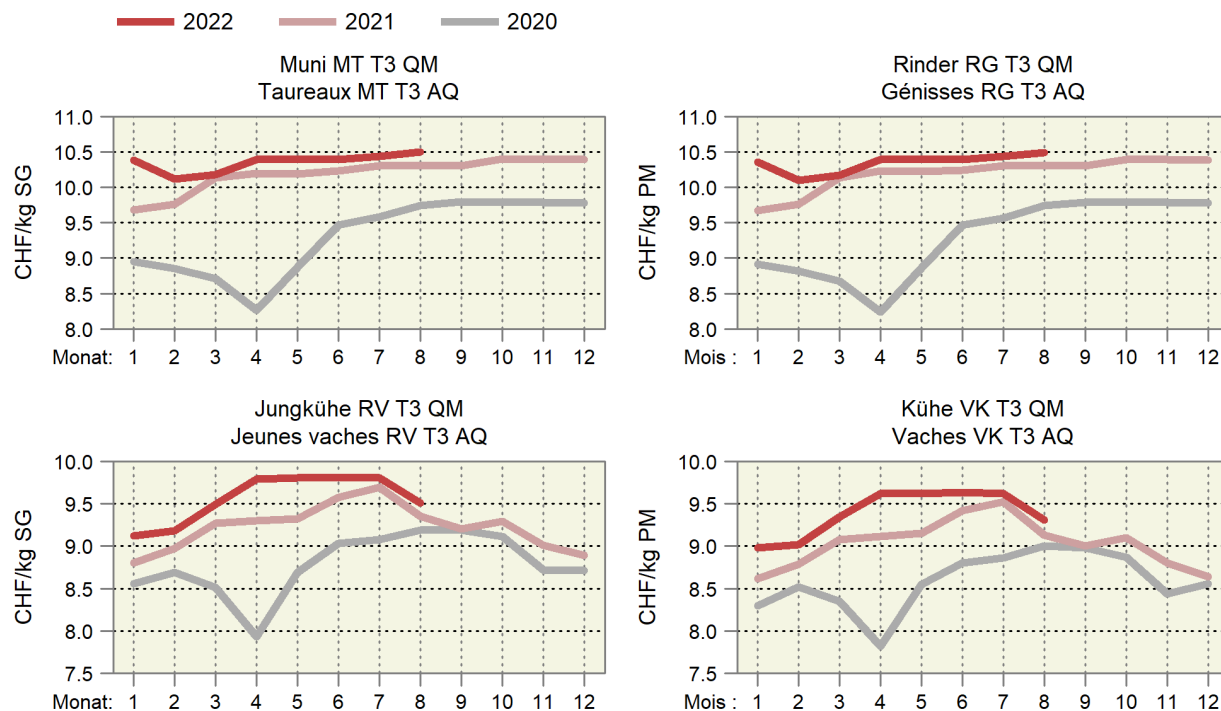 2022 2021 2020
Muni MT T3 QM
Taureaux MT T3 AQ
CHF/kg SG
11.0
10.5
10.0
9.5
9.0
8.5
8.0
Monat: 1 2 3 4 5 6 7 8 9 10 11 12
Rinder RG T3 QM
Génisses RG T3 AQ
CHF/kg PM
11.0
10.5
10.0
9.5
9.0
8.5
8.0
Mois : 1 2 3 4 5 6 7 8 9 10 11 12
Jungkühe RV T3 QM
Jeunes vaches RV T3 AQ
CHF/kg SG
10.0
9.5
9.0
8.5
8.0
7.5
Monat: 1 2 3 4 5 6 7 8 9 10 11 12
Kühe VK T3 QM
Vaches VK T3 AQ
CHF/kg PM
10.0
9.5
9.0
8.5
8.0
7.5
Mois : 1 2 3 4 5 6 7 8 9 10 11 12